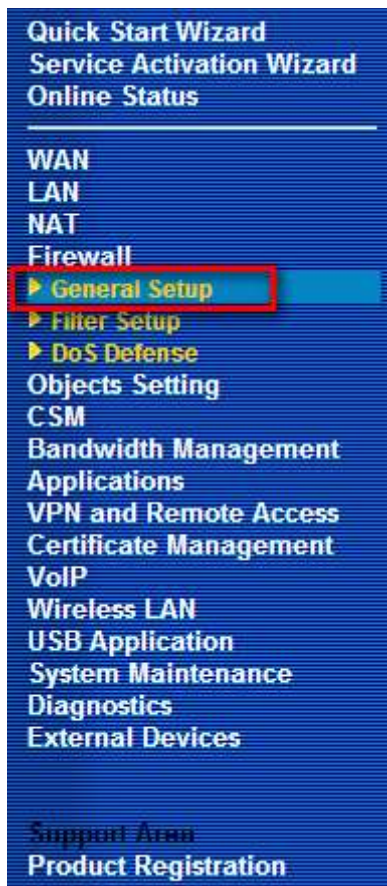 Quick Start Wizard
Service Activation Wizard
Online Status
WAN
LAN
NAT
Firewall
General Setup
Filter Setup
DoS Defense
Objects Setting
CSM
Bandwidth Management
Applications
VPN and Remote Access
Certificate Management
VoIP
Wireless LAN
USB Application
System Maintenance
Diagnostics
External Devices
Support Area
Product Registration